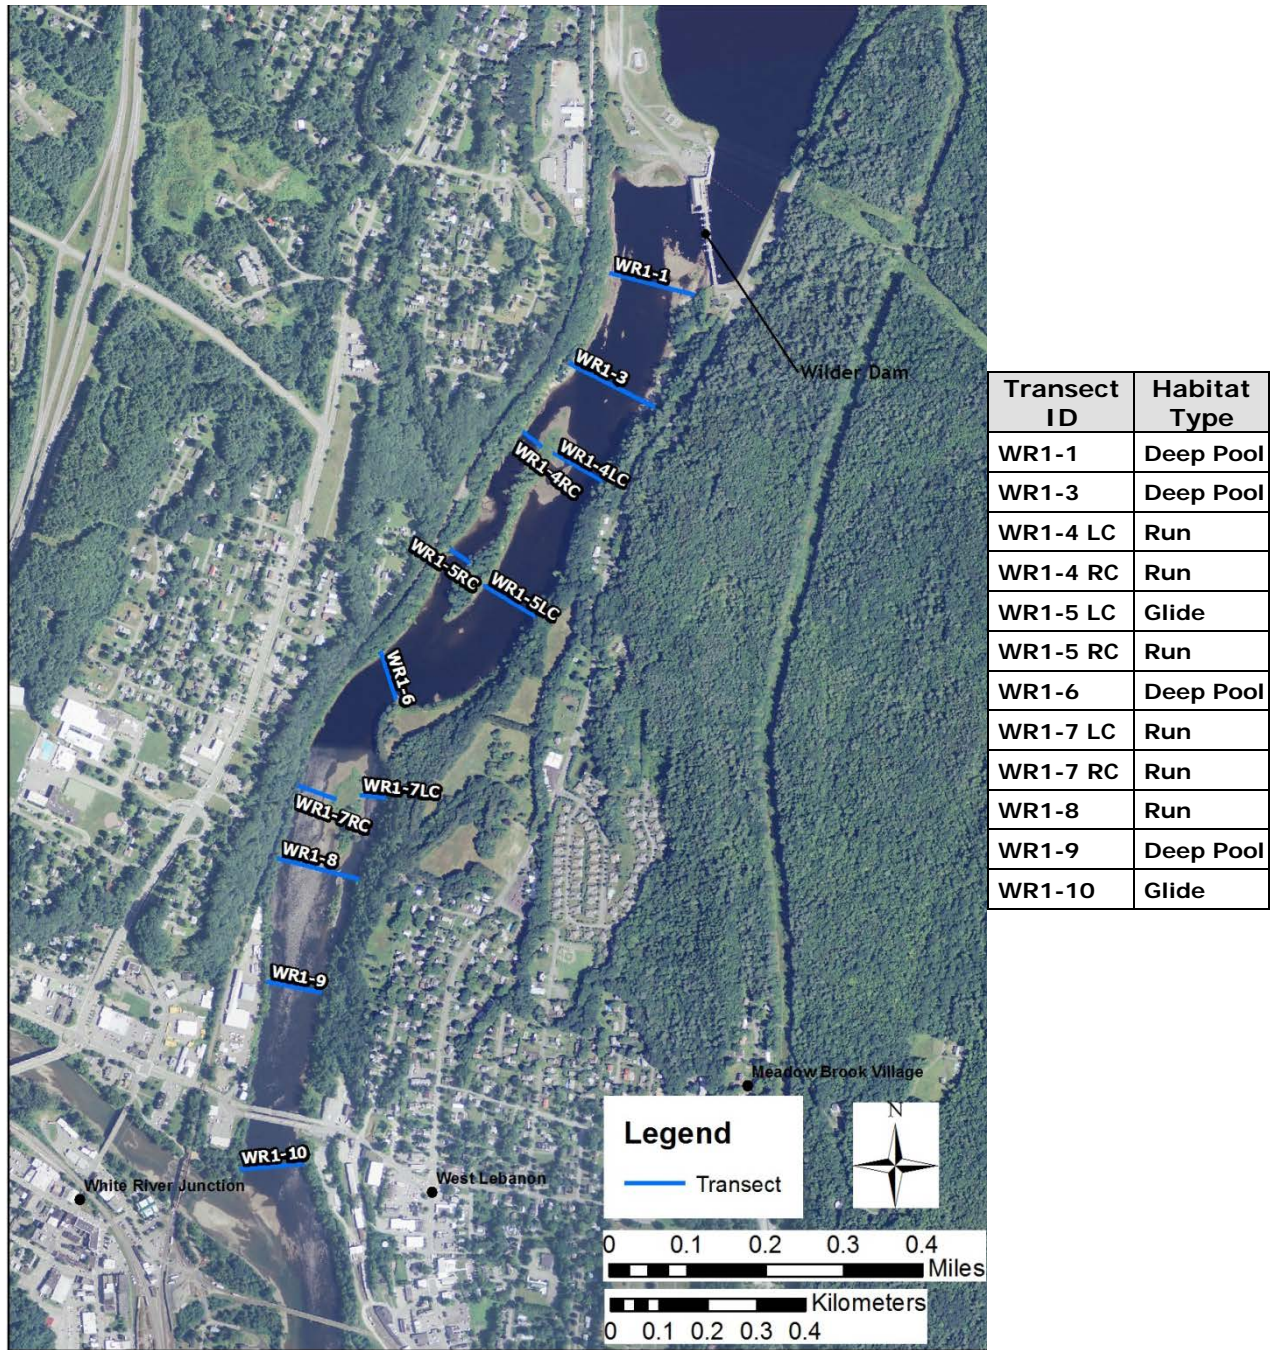 WR1-1
WR1-3
Wilder Dam
WR1-4LC
WR1-4RC
WR1-5RC
WR1-5LC
WR1-6
WR1-7LC
WR1-7RC
WR1-8
WR1-9
Meadow Brook Village
WR1-10
White River Junction
West Lebanon
Legend
Transect
N
0 0.1 0.2 0.3 0.4
Miles
Kilometers
0 0.1 0.2 0.3 0.4
Transect ID Habitat Type
WR1-1 Deep Pool
WR1-3 Deep Pool
WR1-4 LC Run
WR1-4 RC Run
WR1-5 LC Glide
WR1-5 RC Run
WR1-6 Deep Pool
WR1-7 LC Run
WR1-7 RC Run
WR1-8 Run
WR1-9 Deep Pool
WR1-10 Glide